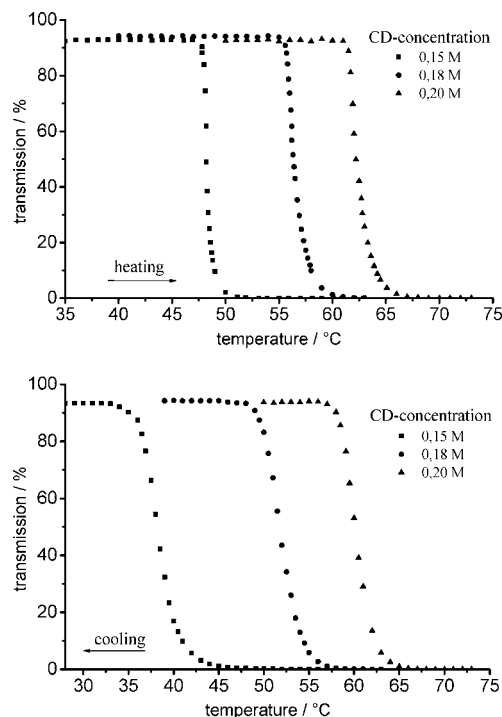 100
80
60
40
20
0
transmission / %
CD-concentration
0,15 M
0,18 M
0,20 M
heating
35 40 45 50 55 60 65 70 75
temperature / °C
100
80
60
40
20
0
transmission / %
CD-concentration
0,15 M
0,18 M
0,20 M
cooling
30 35 40 45 50 55 60 65 70 75
temperature / °C